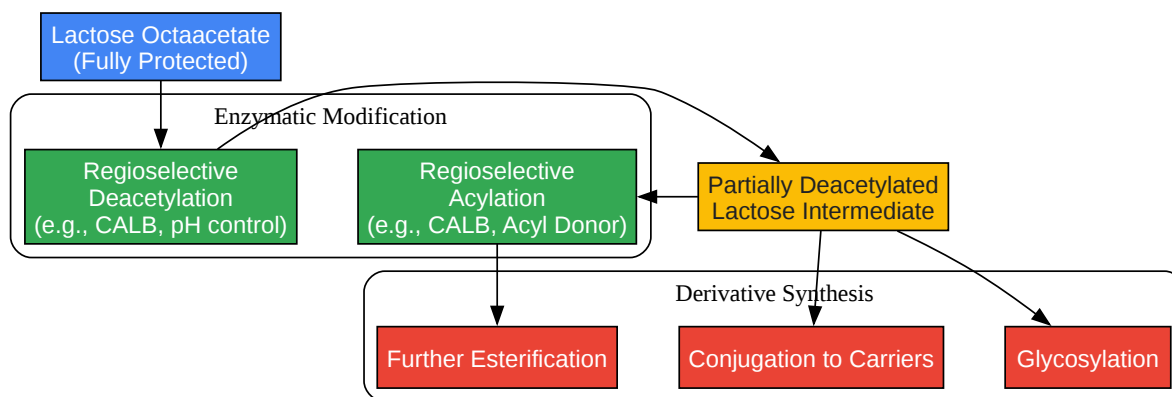 Lactose Octaacetate
(Fully Protected)
Enzymatic Modification
Regioselective
Deacetylation
(e.g., CALB, pH control)
Regioselective
Acylation
(e.g., CALB, Acyl Donor)
Partially Deacetylated
Lactose Intermediate
Derivative Synthesis
Further Esterification
Conjugation to Carriers
Glycosylation